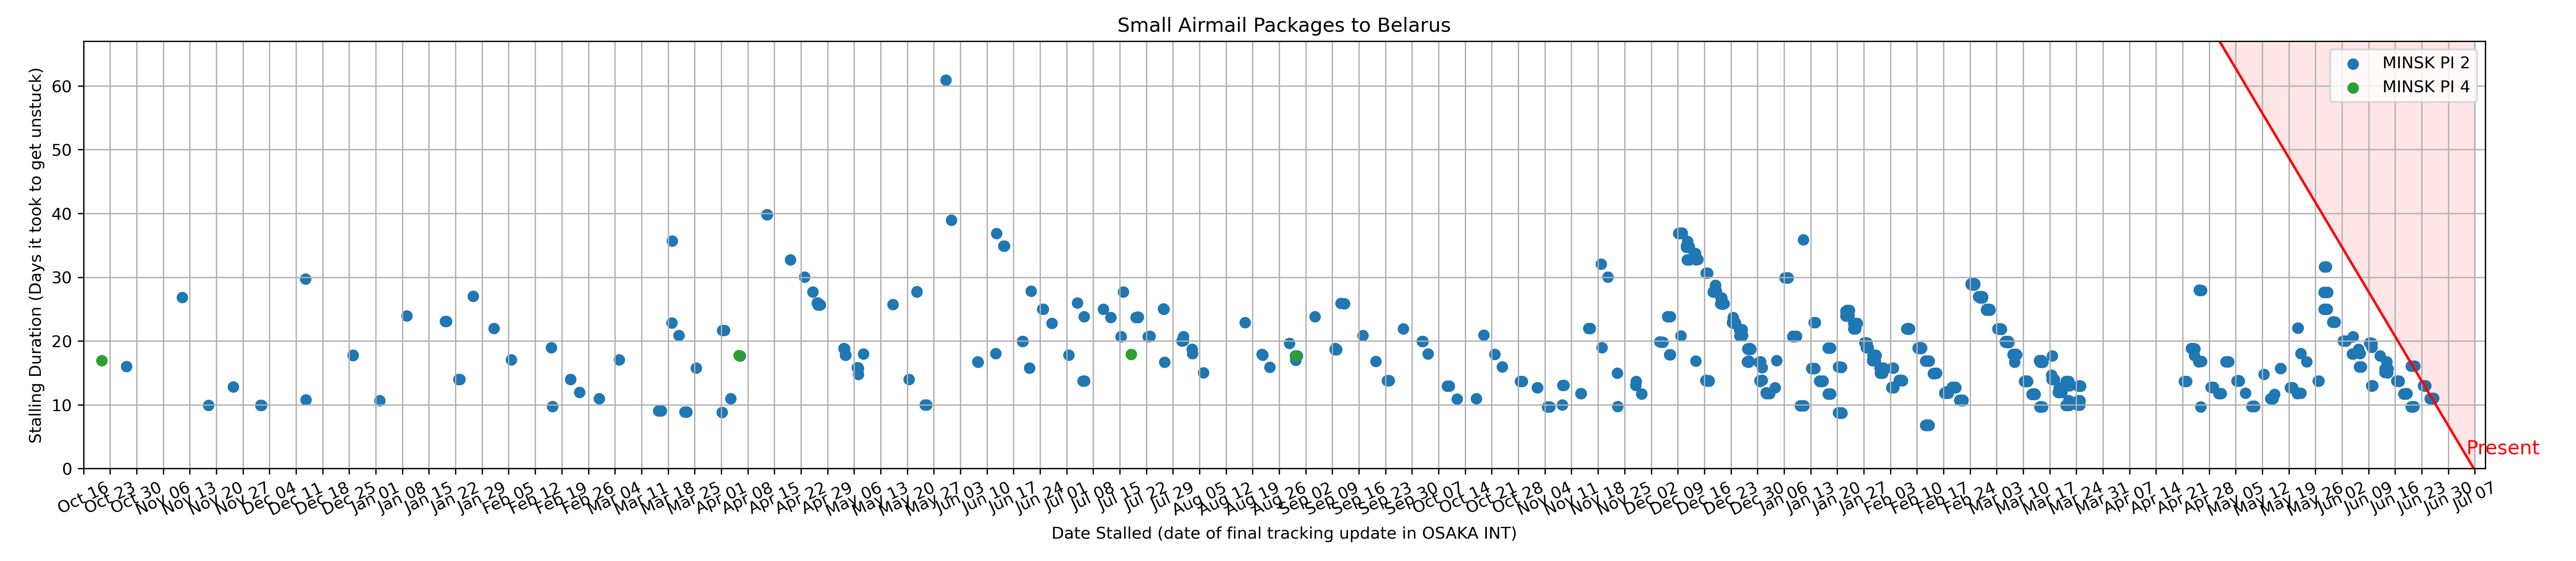 Small Airmail Packages to Belarus
Stalling Duration (Days it took to get unstuck)
60
50
40
30
20
10
0
MINSK PI 2
MINSK PI 4
Present
Oct 16 Oct 23 Oct 30 Nov 06 Nov 13 Nov 20 Nov 27 Dec 04 Dec 11 Dec 18 Dec 25 Jan 01 Jan 08 Jan 15 Jan 22 Jan 29 Feb 05 Feb 12 Feb 19 Feb 26 Mar 04 Mar 11 Mar 18 Mar 25 Apr 01 Apr 08 Apr 15 Apr 22 Apr 29 May 06 May 13 May 20 May 27 Jun 03 Jun 10 Jun 17 Jun 24 Jul 01 Jul 08 Jul 15 Jul 22 Jul 29 Aug 05 Aug 12 Aug 19 Aug 26 Sep 02 Sep 09 Sep 16 Sep 23 Sep 30 Oct 07 Oct 14 Oct 21 Oct 28 Nov 04 Nov 11 Nov 18 Nov 25 Dec 02 Dec 09 Dec 16 Dec 23 Dec 30 Jan 06 Jan 13 Jan 20 Jan 27 Feb 03 Feb 10 Feb 17 Feb 24 Mar 03 Mar 10 Mar 17 Mar 24 Mar 31 Apr 07 Apr 14 Apr 21 Apr 28 May 05 May 12 May 19 May 26 Jun 02 Jun 09 Jun 16 Jun 23 Jun 30 Jul 07
Date Stalled (date of final tracking update in OSAKA INT)